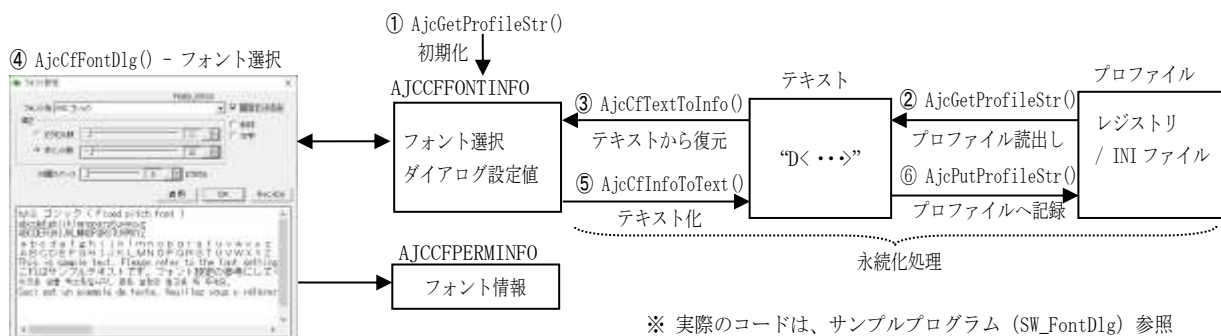 ① AjcGetProfileStr()
初期化
④ AjcCfFontDlg() - フォント選択
AJCCFFONTINFO
フォント選択
ダイアログ設定値
③ AjcCfTextToInfo()
テキストから復元
⑤ AjcCfInfoToText()
テキスト化
テキスト
“D< ・・・>”
② AjcGetProfileStr()
プロファイル読出し
⑥ AjcPutProfileStr()
プロファイルへ記録
プロファイル
レジストリ
/ INI ファイル
永続化処理
AJCCFPERMINFO
フォント情報
OK
※ 実際のコードは、サンプルプログラム (SW_FontDlg) 参照